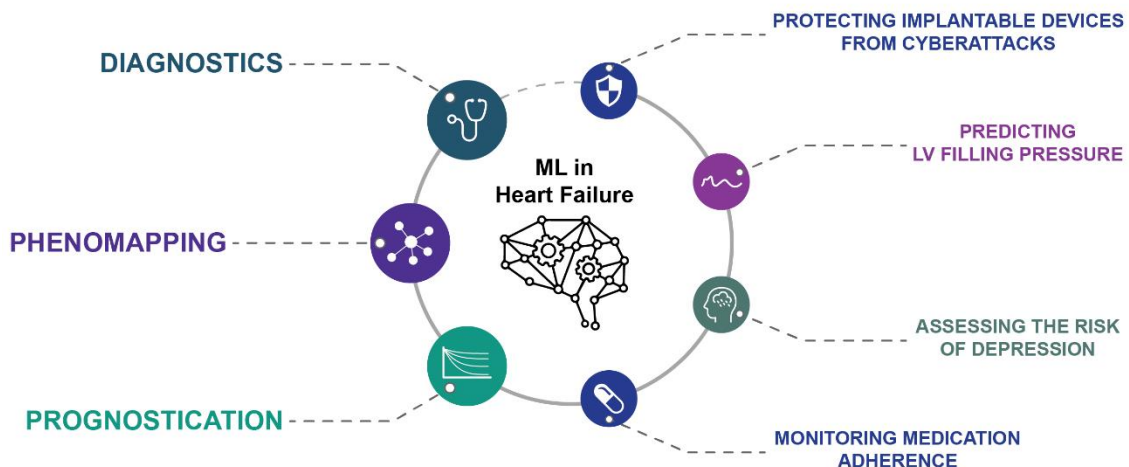 PROTECTING IMPLANTABLE DEVICES
FROM CYBERATTACKS
DIAGNOSTICS
PREDICTING
LV FILLING PRESSURE
ML in
Heart Failure
PHENOMAPPING
ASSESSING THE RISK
OF DEPRESSION
PROGNOSTICATION
MONITORING MEDICATION
ADHERENCE